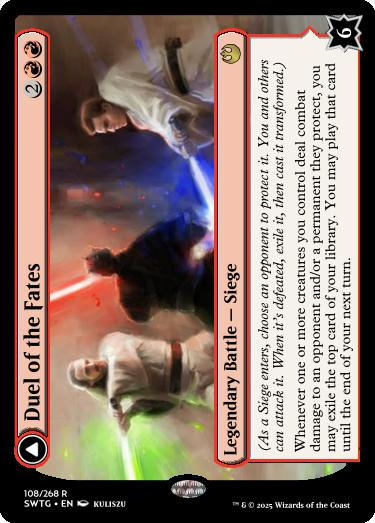 Duel of the Fates
2
Legendary Battle – Siege
(As a Siege enters, choose an opponent to protect it. You and others
can attack it. When it's defeated, exile it, then cast it transformed.)
Whenever one or more creatures you control deal combat
damage to an opponent and/or a permanent they protect, you
may exile the top card of your library. You may play that card
until the end of your next turn.
6
108/268 R
SWTG • EN KULISZU
™ & © 2025 Wizards of the Coast